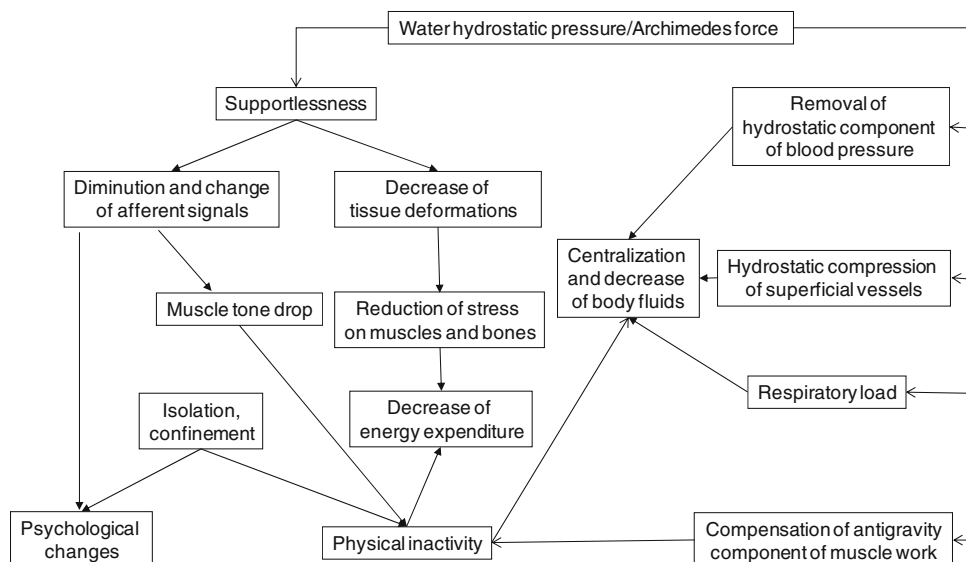 Water hydrostatic pressure/Archimedes force
Supportlessness
Removal of
hydrostatic component
of blood pressure
Diminution and change
of afferent signals
Decrease of
tissue deformations
Centralization
and decrease
of body fluids
Hydrostatic compression
of superficial vessels
Muscle tone drop
Reduction of stress
on muscles and bones
Respiratory load
Isolation,
confinement
Decrease of
energy expenditure
Psychological
changes
Physical inactivity
Compensation of antigravity
component of muscle work